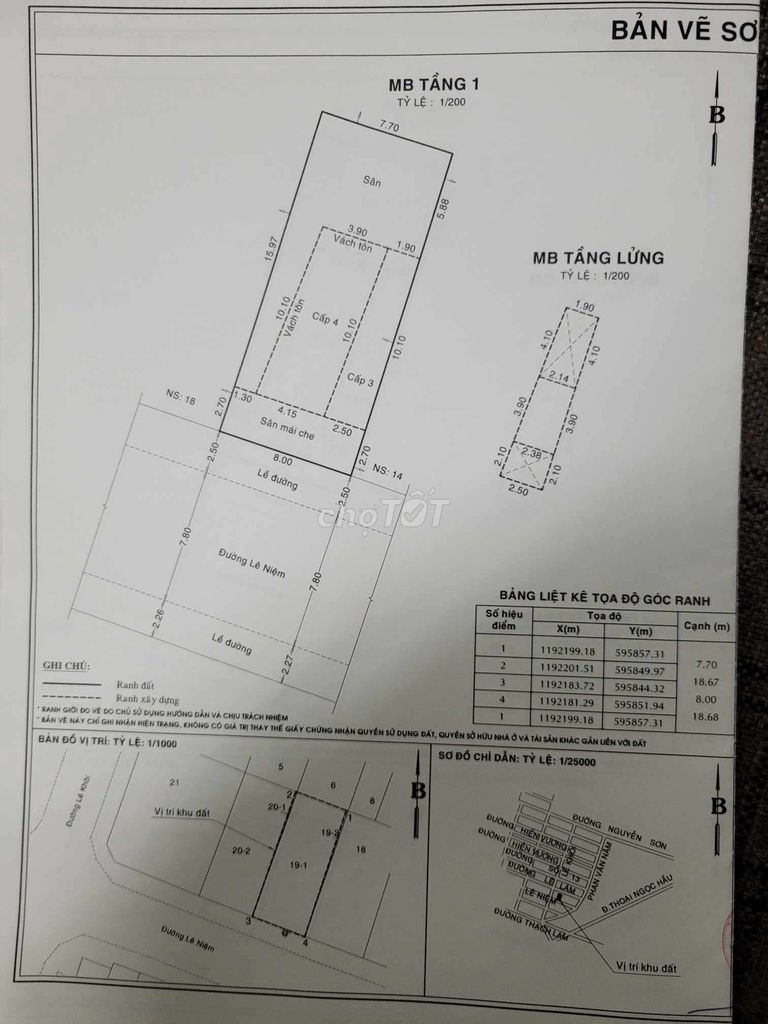 BẢN VẼ SƠ
MB TẦNG 1
TỶ LỆ : 1/200
B
7.70
Sân
5.88
15.97
3.90
Vách tôn
1.90
10.10
Vách tôn
Cấp 4
10.10
10.10
Cấp 3
NS: 18
2.70
1.30
4.15
Sân mái che
2.50
2.70
2.50
8.00
NS: 14
Lề đường
2.50
7.80
Đường Lê Niệm
7.80
2.26
Lề đường
2.27
MB TẦNG LỬNG
TỶ LỆ : 1/200
1.90
4.10
4.10
2.14
3.90
3.90
2.10
2.38
2.10
2.50
chợTỐT
BẢNG LIỆT KÊ TỌA ĐỘ GÓC RANH
Số hiệu điểm Tọa độ Cạnh (m)
X(m) Y(m)
1 1192199.18 595857.31
7.70
2 1192201.51 595849.97
18.67
3 1192183.72 595844.32
8.00
4 1192181.29 595851.94
18.68
1 1192199.18 595857.31
GHI CHÚ:
Ranh đất
Ranh xây dựng
* RANH GIỚI ĐO VẼ DO CHỦ SỬ DỤNG HƯỚNG DẪN VÀ CHỊU TRÁCH NHIỆM
* BẢN VẼ NÀY CHỈ GHI NHẬN HIỆN TRẠNG, KHÔNG CÓ GIÁ TRỊ THAY THẾ GIẤY CHỨNG NHẬN QUYỀN SỬ DỤNG ĐẤT, QUYỀN SỞ HỮU NHÀ Ở VÀ TÀI SẢN KHÁC GẮN LIỀN VỚI ĐẤT
BẢN ĐỒ VỊ TRÍ: TỶ LỆ: 1/1000
B
Đường Lê Khôi
21
5
6
8
2
1
20-1
Vị trí khu đất
19-2
20-2
19-1
18
3
4
Đường Lê Niệm
SƠ ĐỒ CHỈ DẪN: TỶ LỆ: 1/25000
B
ĐƯỜNG NGUYỄN SƠN
ĐƯỜNG HIỀN VƯƠNG
ĐƯỜNG HIỀN VƯƠNG
ĐƯỜNG SỐ 13
ĐƯỜNG LÊ LÂM
LÊ KHÔI
PHAN VĂN NĂM
LÊ NIỆM
Đ.THOẠI NGỌC HẦU
ĐƯỜNG THẠCH LAM
Vị trí khu đất